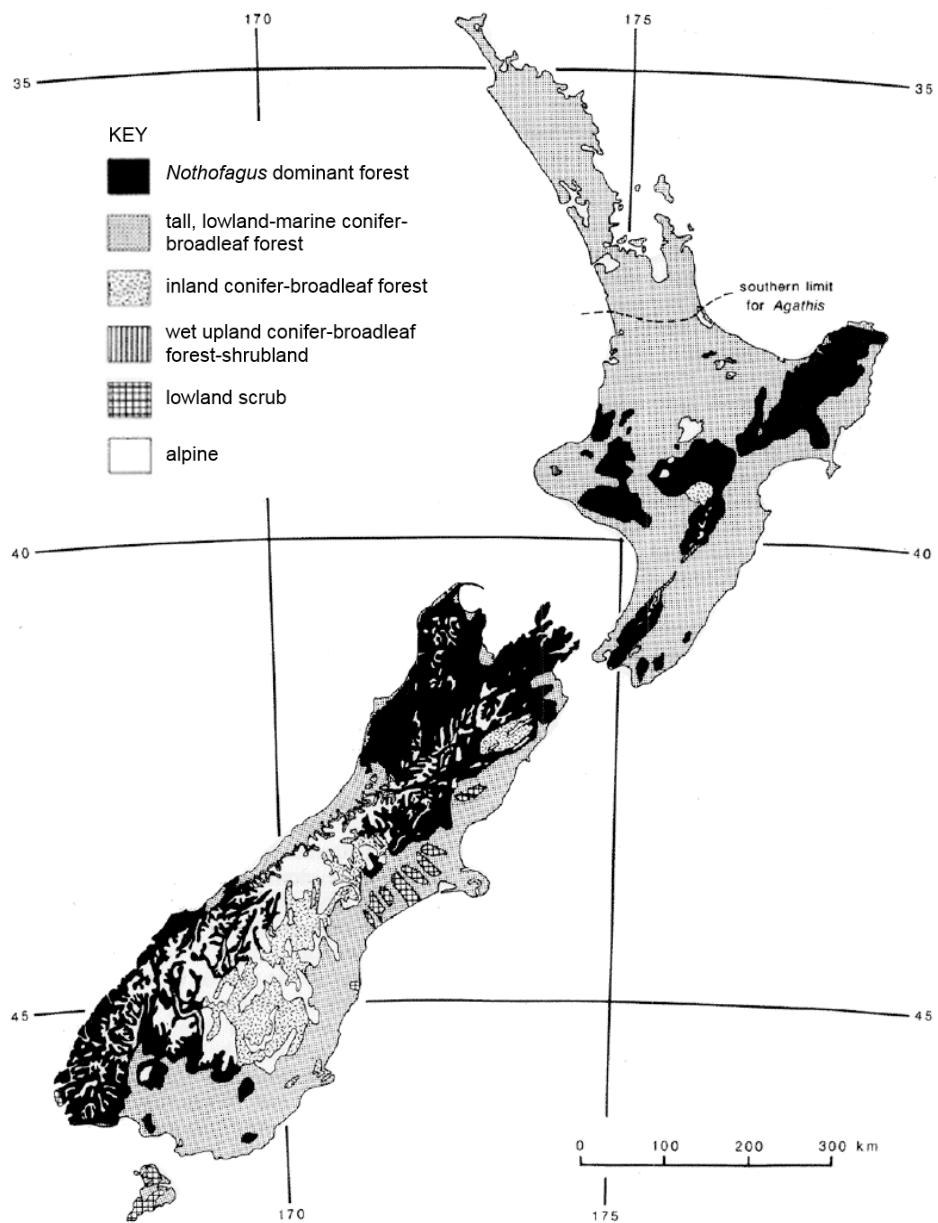 170
175
35
35
KEY
Nothofagus dominant forest
tall, lowland-marine conifer-
broadleaf forest
inland conifer-broadleaf forest
wet upland conifer-broadleaf
forest-shrubland
lowland scrub
alpine
southern limit
for Agathis
40
40
45
45
0 100 200 300 km
170
175